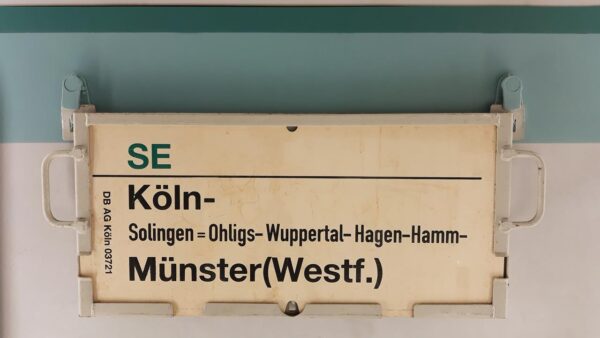 SE
Köln-
Solingen=Ohligs-Wuppertal-Hagen-Hamm-
Münster(Westf.)
DB AG Köln 03721